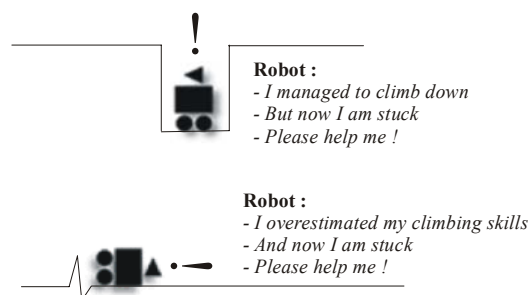 !
Robot :
- I managed to climb down
- But now I am stuck
- Please help me !
Robot :
- I overestimated my climbing skills
- And now I am stuck
- Please help me !
!